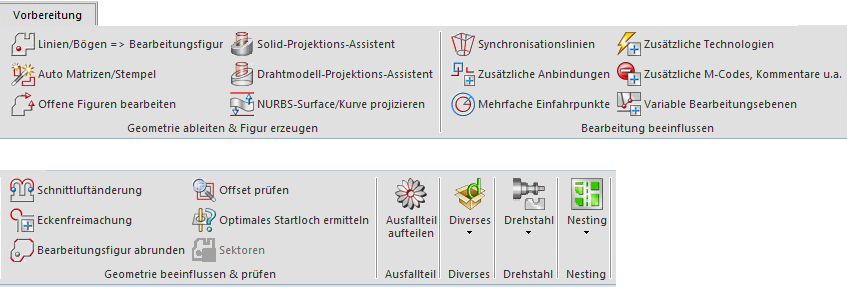 Vorbereitung
Linien/Bögen => Bearbeitungsfigur
Solid-Projektions-Assistent
Synchronisationslinien
Zusätzliche Technologien
Auto Matrizen/Stempel
Drahtmodell-Projektions-Assistent
Zusätzliche Anbindungen
Zusätzliche M-Codes, Kommentare u.a.
Offene Figuren bearbeiten
NURBS-Surface/Kurve projizieren
Mehrfache Einfahrpunkte
Variable Bearbeitungsebenen
Geometrie ableiten & Figur erzeugen
Bearbeitung beeinflussen
Schnittluftänderung
Offset prüfen
Eckenfreimachung
Optimales Startloch ermitteln
Bearbeitungsfigur abrunden
Sektoren
Ausfallteil
aufteilen
Diverses
Drehstahl
Nesting
Geometrie beeinflussen & prüfen
Ausfallteil
Diverses
Drehstahl
Nesting